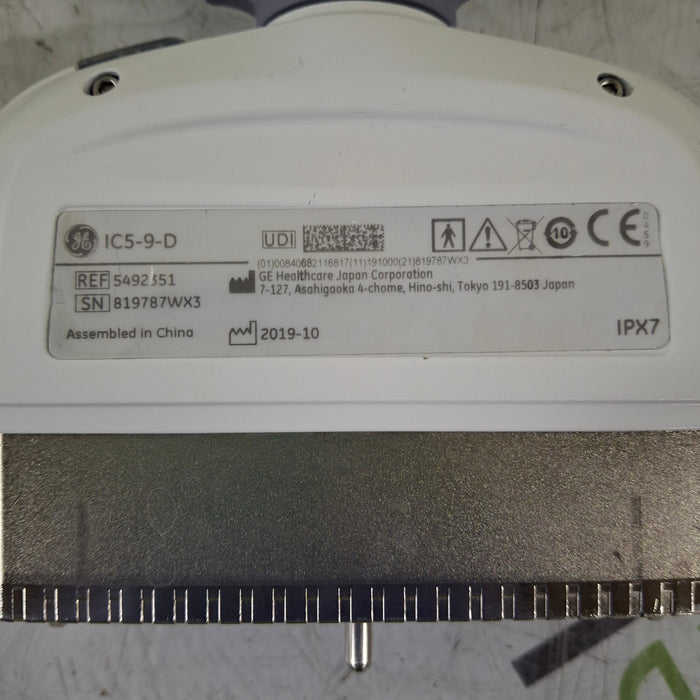 GE IC5-9-D
UDI
(01)00840682116817(11)191000(21)819787WX3
REF 5492351
SN 819787WX3
GE Healthcare Japan Corporation
7-127, Asahigaoka 4-chome, Hino-shi, Tokyo 191-8503 Japan
10
CE 0459
Assembled in China
2019-10
IPX7